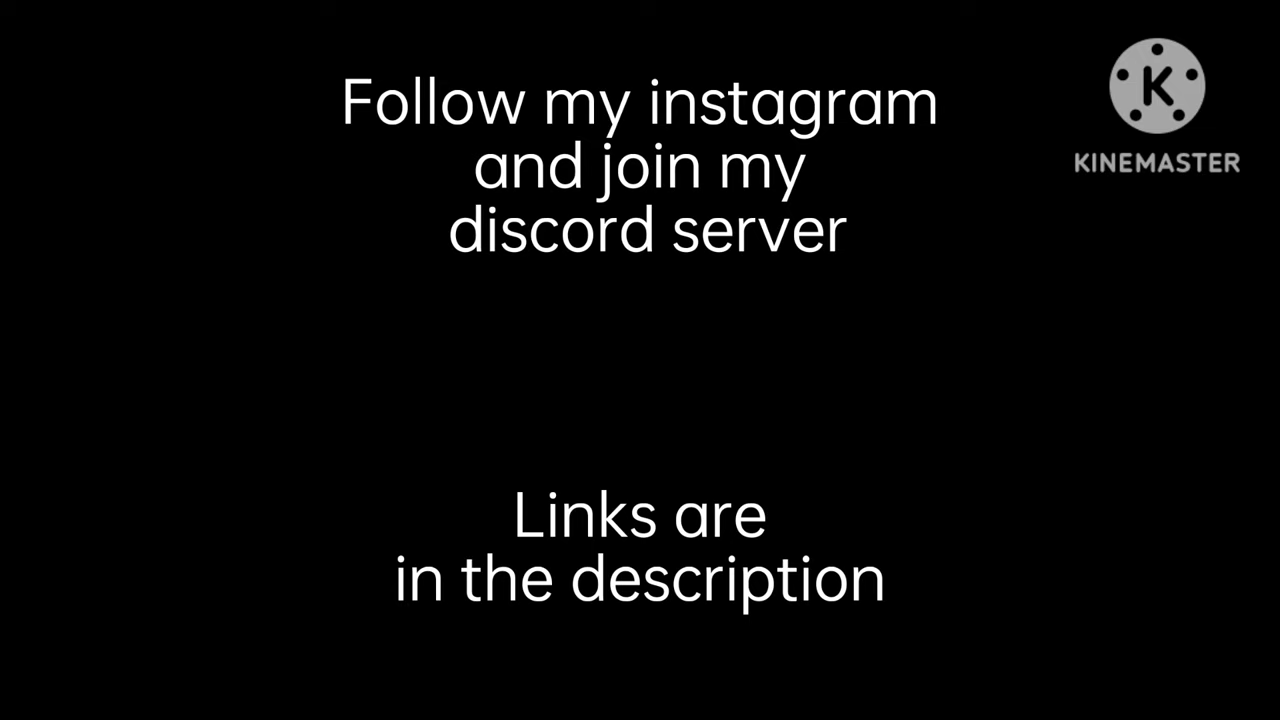 Follow my instagram
and join my
discord server
K
KINEMASTER
Links are
in the description